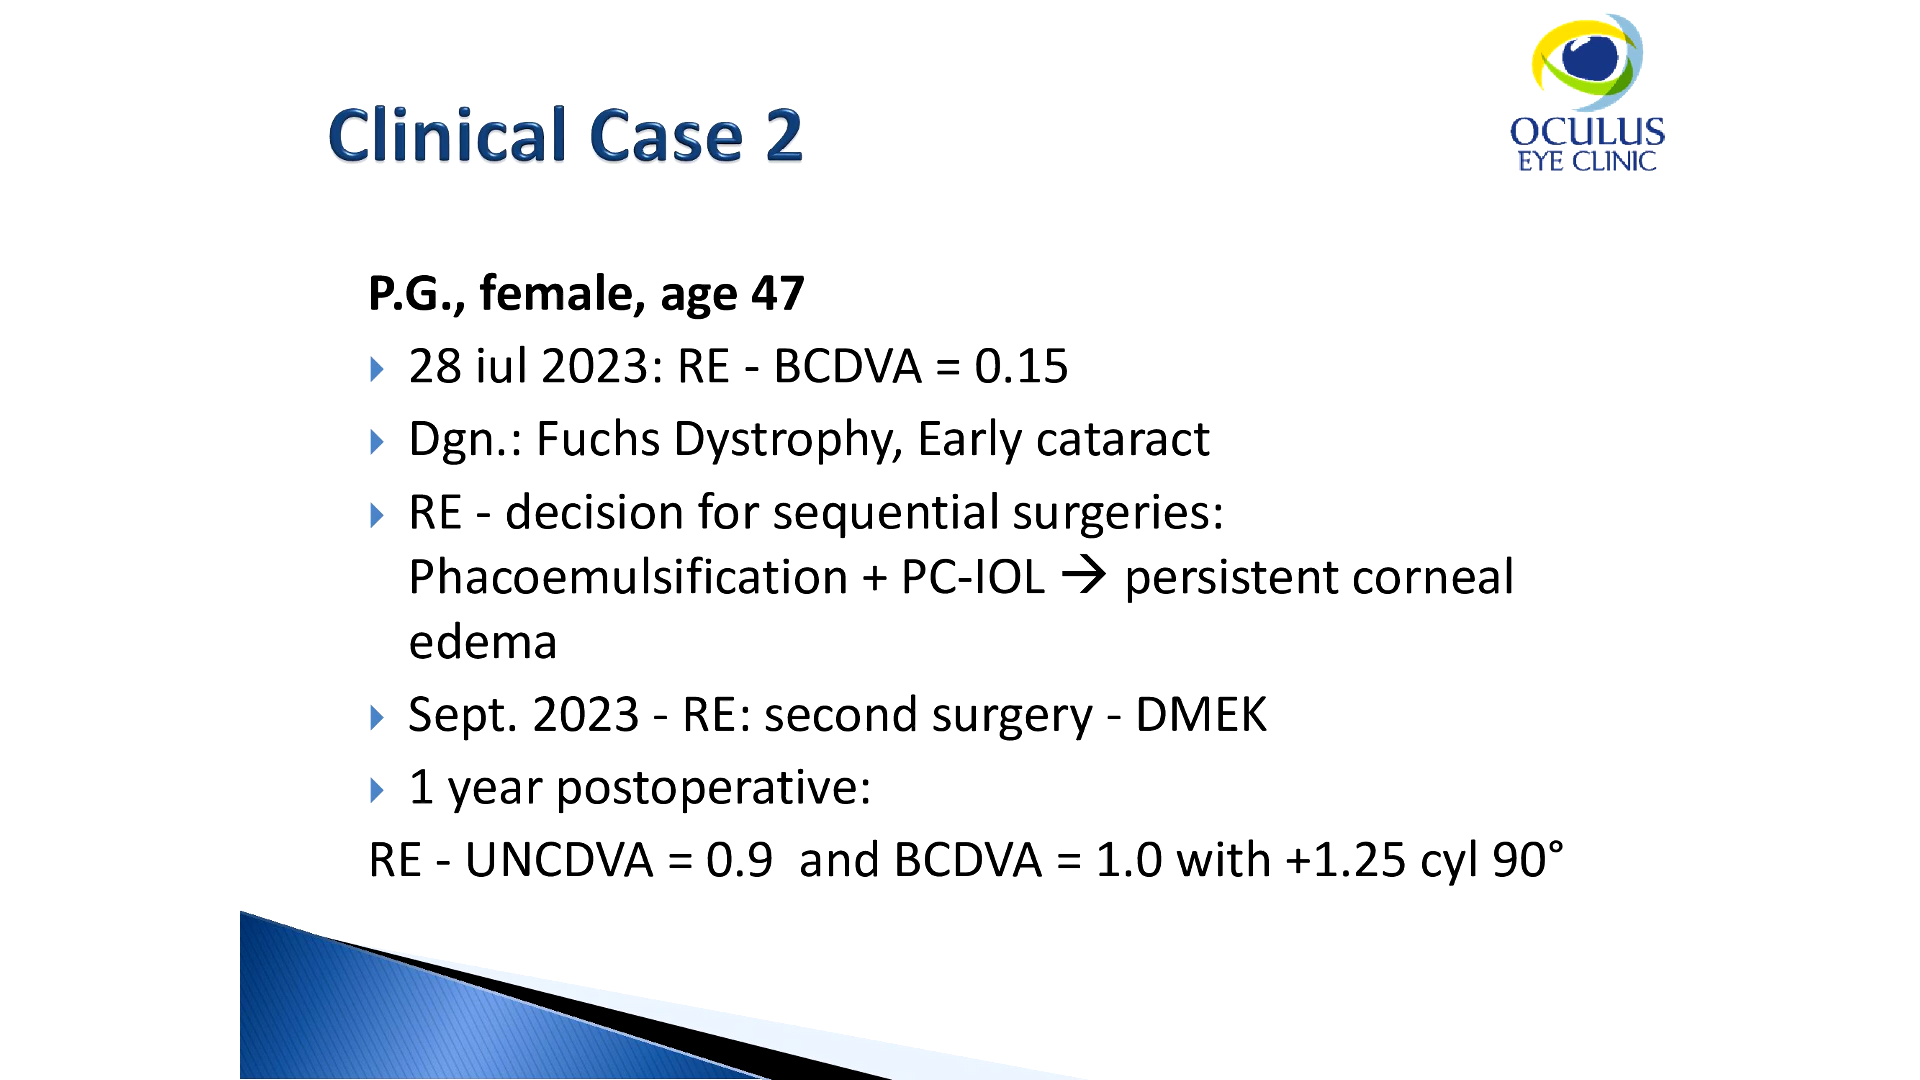 OCULUS
EYE CLINIC
Clinical Case 2
P.G., female, age 47
28 iul 2023: RE - BCDVA = 0.15
Dgn.: Fuchs Dystrophy, Early cataract
RE - decision for sequential surgeries:
Phacoemulsification + PC-IOL → persistent corneal
edema
Sept. 2023 - RE: second surgery - DMEK
1 year postoperative:
RE - UNCDVA = 0.9 and BCDVA = 1.0 with +1.25 cyl 90°